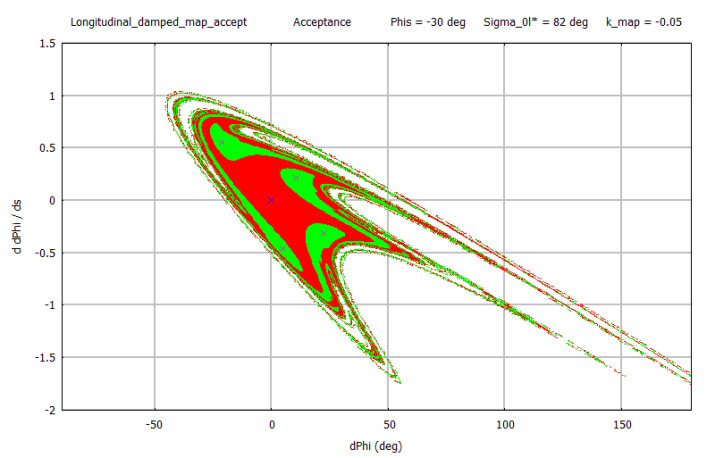 Longitudinal_damped_map_accept Acceptance Phis = -30 deg Sigma_0l* = 82 deg k_map = -0.05
1.5
1
0.5
0
-0.5
-1
-1.5
-2
d dPhi / ds
-50 0 50 100 150
dPhi (deg)